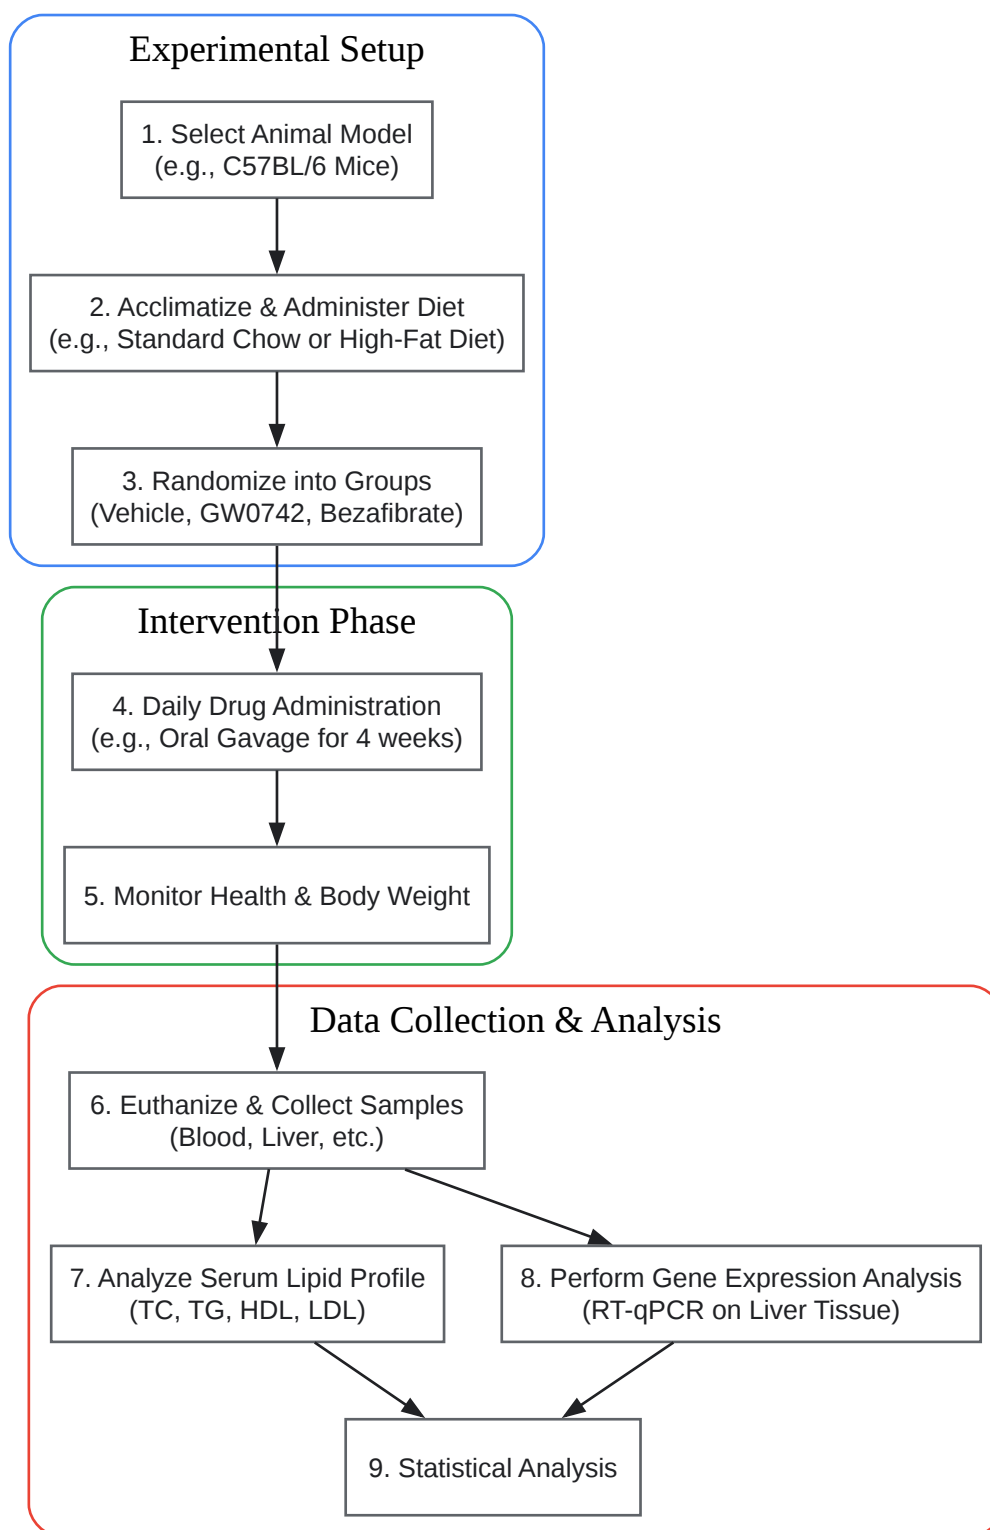 Experimental Setup
1. Select Animal Model
(e.g., C57BL/6 Mice)
2. Acclimatize & Administer Diet
(e.g., Standard Chow or High-Fat Diet)
3. Randomize into Groups
(Vehicle, GW0742, Bezafibrate)
Intervention Phase
4. Daily Drug Administration
(e.g., Oral Gavage for 4 weeks)
5. Monitor Health & Body Weight
Data Collection & Analysis
6. Euthanize & Collect Samples
(Blood, Liver, etc.)
7. Analyze Serum Lipid Profile
(TC, TG, HDL, LDL)
8. Perform Gene Expression Analysis
(RT-qPCR on Liver Tissue)
9. Statistical Analysis